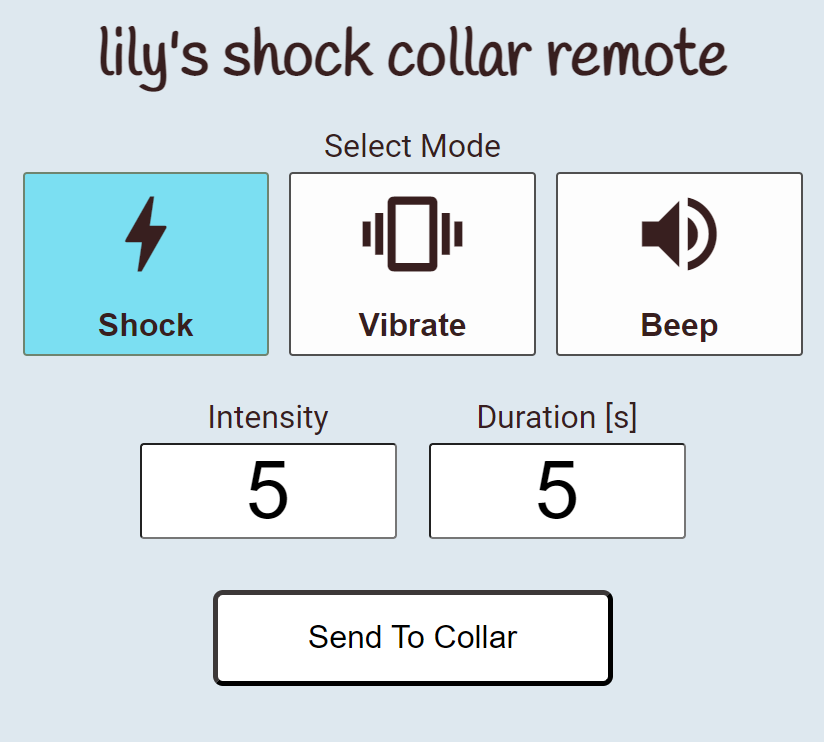 lily's shock collar remote
Select Mode
Shock Vibrate Beep
Intensity Duration [s]
5 5
Send To Collar